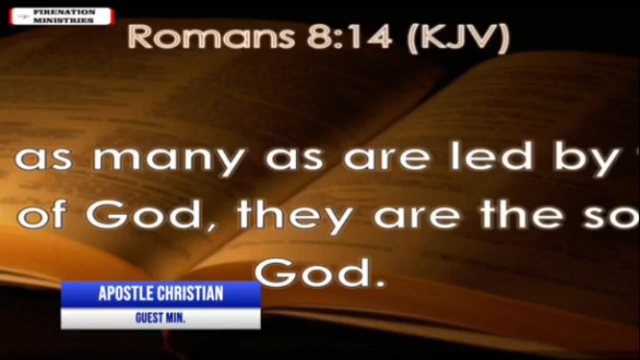 FIRENATION
MINISTRIES
Romans 8:14 (KJV)
as many as are led by
of God, they are the so
God.
APOSTLE CHRISTIAN
GUEST MIN.